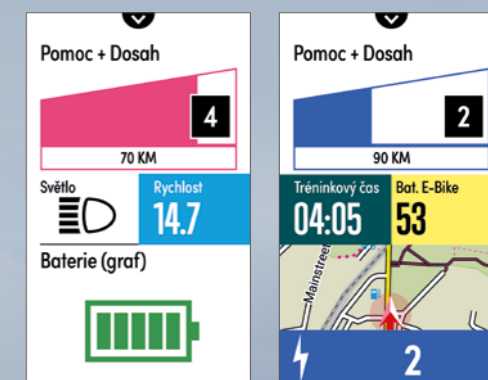 Pomoc + Dosah
4
70 KM
Světlo
Rychlost
14.7
Baterie (graf)
Pomoc + Dosah
2
90 KM
Tréninkový čas
Bat. E-Bike
04:05
53
Mainstreet
2